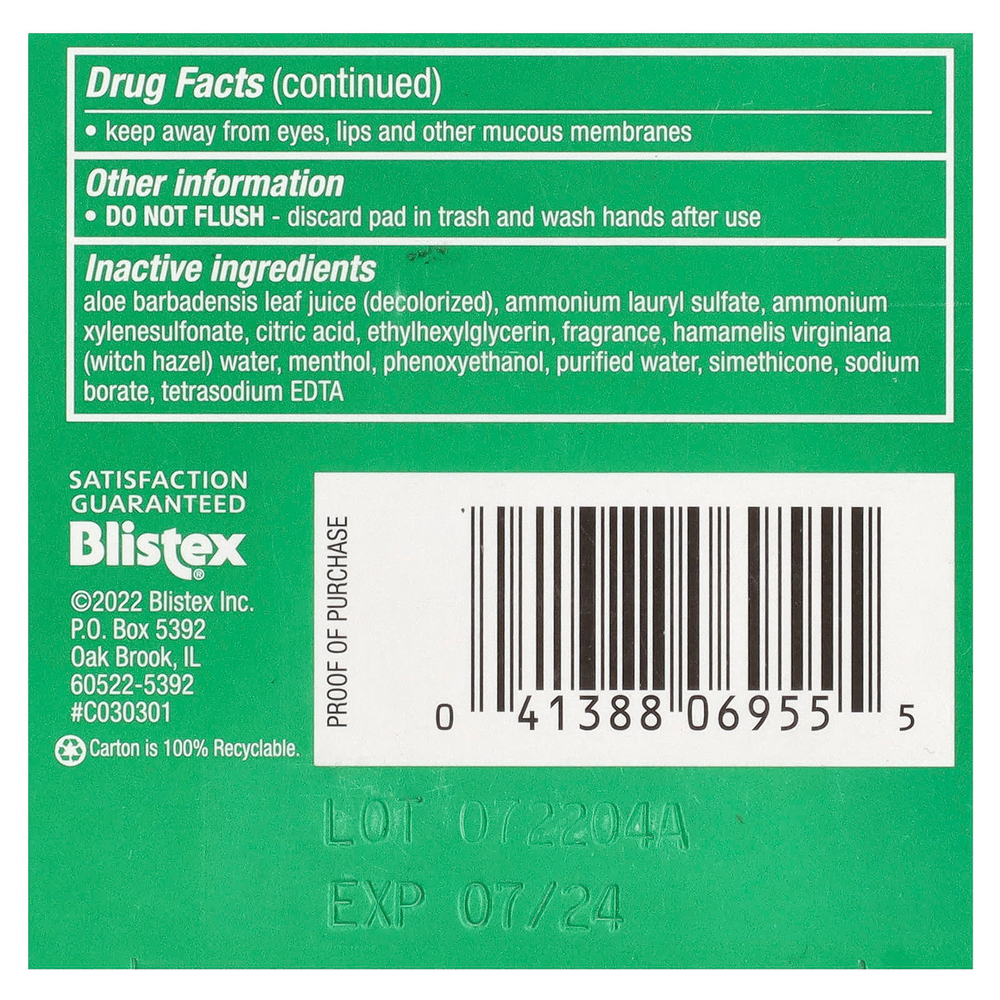 Drug Facts (continued)
• keep away from eyes, lips and other mucous membranes
Other information
• DO NOT FLUSH - discard pad in trash and wash hands after use
Inactive ingredients
aloe barbadensis leaf juice (decolorized), ammonium lauryl sulfate, ammonium
xylenesulfonate, citric acid, ethylhexylglycerin, fragrance, hamamelis virginiana
(witch hazel) water, menthol, phenoxyethanol, purified water, simethicone, sodium
borate, tetrasodium EDTA
SATISFACTION
GUARANTEED
Blistex®
©2022 Blistex Inc.
P.O. Box 5392
Oak Brook, IL
60522-5392
#C030301
Carton is 100% Recyclable.
PROOF OF PURCHASE
0 41388 06955 5
LOT 072204A
EXP 07/24